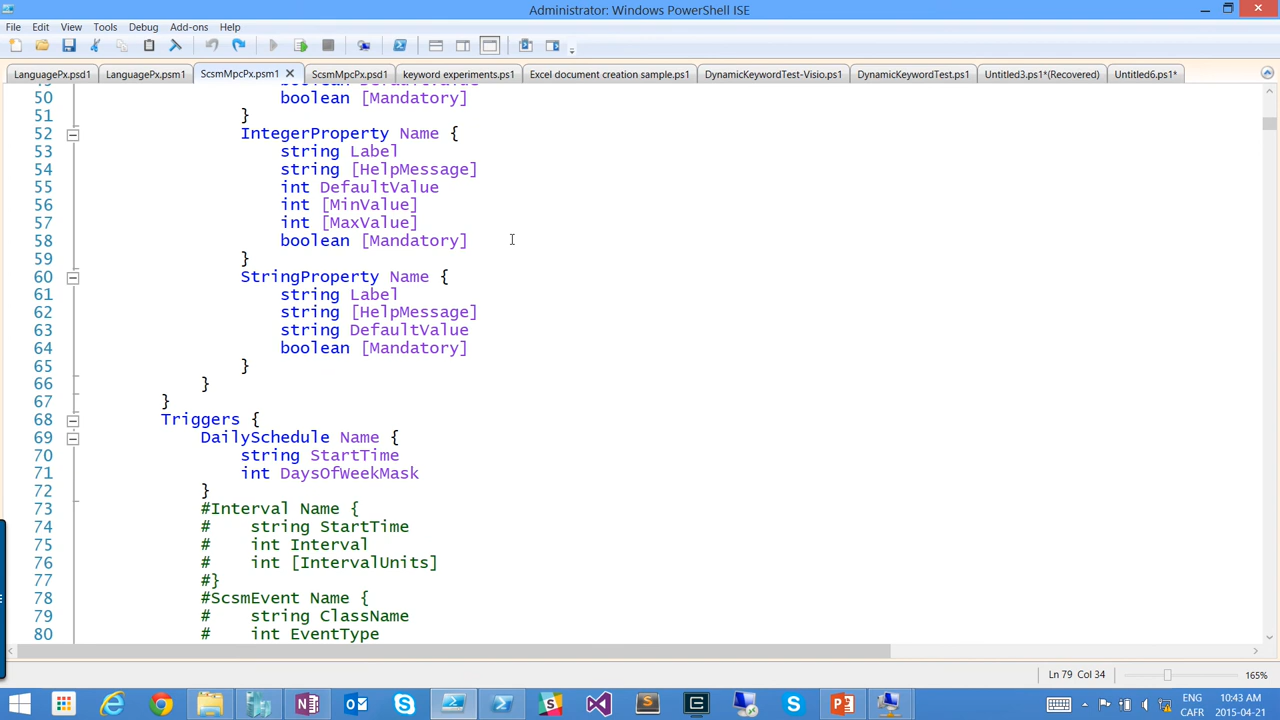 Administrator: Windows PowerShell ISE
File Edit View Tools Debug Add-ons Help
LanguagePx.psd1 LanguagePx.psm1 ScsmMpcPx.psm1 ScsmMpcPx.psd1 keyword experiments.ps1 Excel document creation sample.ps1 DynamicKeywordTest-Visio.ps1 DynamicKeywordTest.ps1 Untitled3.ps1*(Recovered) Untitled6.ps1*
50 boolean [Mandatory]
51 }
52 IntegerProperty Name {
53 string Label
54 string [HelpMessage]
55 int DefaultValue
56 int [MinValue]
57 int [MaxValue]
58 boolean [Mandatory]
59 }
60 StringProperty Name {
61 string Label
62 string [HelpMessage]
63 string DefaultValue
64 boolean [Mandatory]
65 }
66 }
67 }
68 Triggers {
69 DailySchedule Name {
70 string StartTime
71 int DaysOfWeekMask
72 }
73 #Interval Name {
74 # string StartTime
75 # int Interval
76 # int [IntervalUnits]
77 #}
78 #ScsmEvent Name {
79 # string ClassName
80 # int EventType
Ln 79 Col 34 165%
ENG 10:43 AM
CAFR 2015-04-21